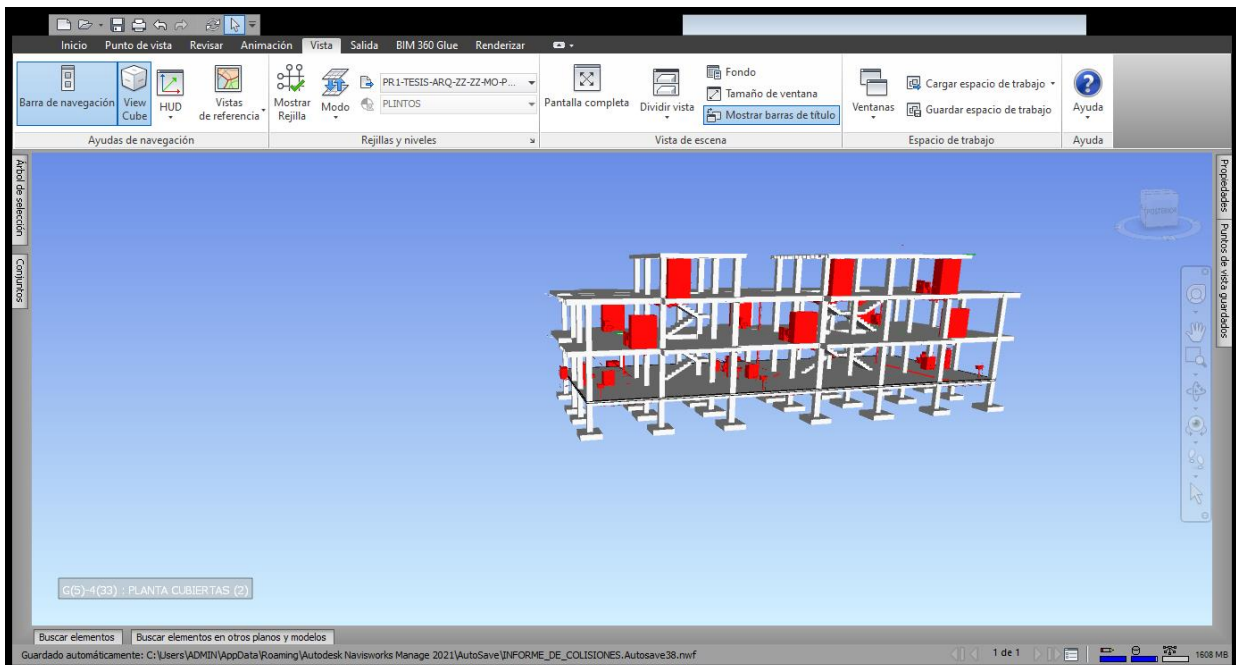 Inicio Punto de vista Revisar Animación Vista Salida BIM 360 Glue Renderizar
Barra de navegación
View Cube
HUD
Vistas de referencia
Ayudas de navegación
Mostrar Rejilla
Modo
PR1-TESIS-ARQ-ZZ-ZZ-MO-P...
PLINTOS
Rejillas y niveles
Pantalla completa
Dividir vista
Fondo
Tamaño de ventana
Mostrar barras de título
Vista de escena
Ventanas
Cargar espacio de trabajo
Guardar espacio de trabajo
Espacio de trabajo
Ayuda
Ayuda
Árbol de selección
Conjuntos
Propiedades
Puntos de vista guardados
G(5)-4(33) : PLANTA CUBIERTAS (2)
Buscar elementos
Buscar elementos en otros planos y modelos
Guardado automáticamente: C:\Users\ADMIN\AppData\Roaming\Autodesk Navisworks Manage 2021\AutoSave\INFORME_DE_COLISIONES.Autosave38.nwf
1 de 1
1608 MB